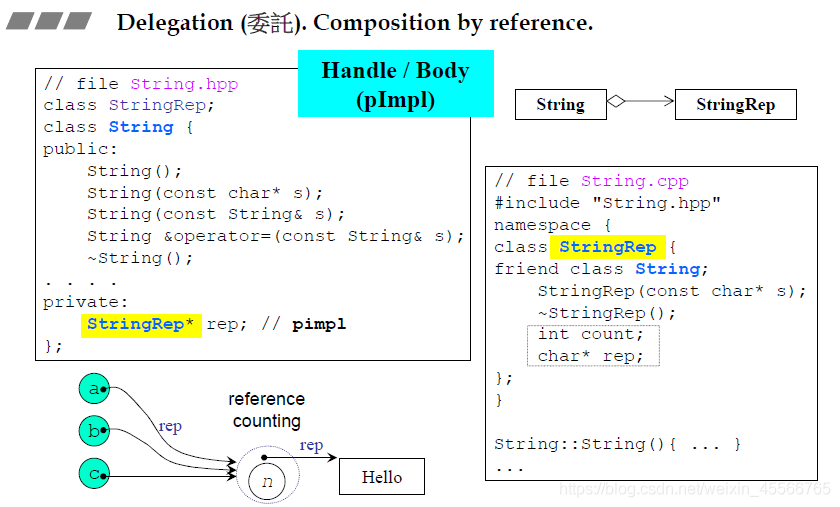 Delegation (委託). Composition by reference.
Handle / Body
(pImpl)
// file String.hpp
class StringRep;
class String {
public:
String();
String(const char* s);
String(const String& s);
String &operator=(const String& s);
~String();
. . . .
private:
StringRep* rep; // pimpl
};
String
StringRep
// file String.cpp
#include "String.hpp"
namespace {
class StringRep {
friend class String;
StringRep(const char* s);
~StringRep();
int count;
char* rep;
};
}
String::String(){ ... }
...
a
b
c
rep
reference
counting
rep
n
Hello
https://blog.csdn.net/weixin_45566765